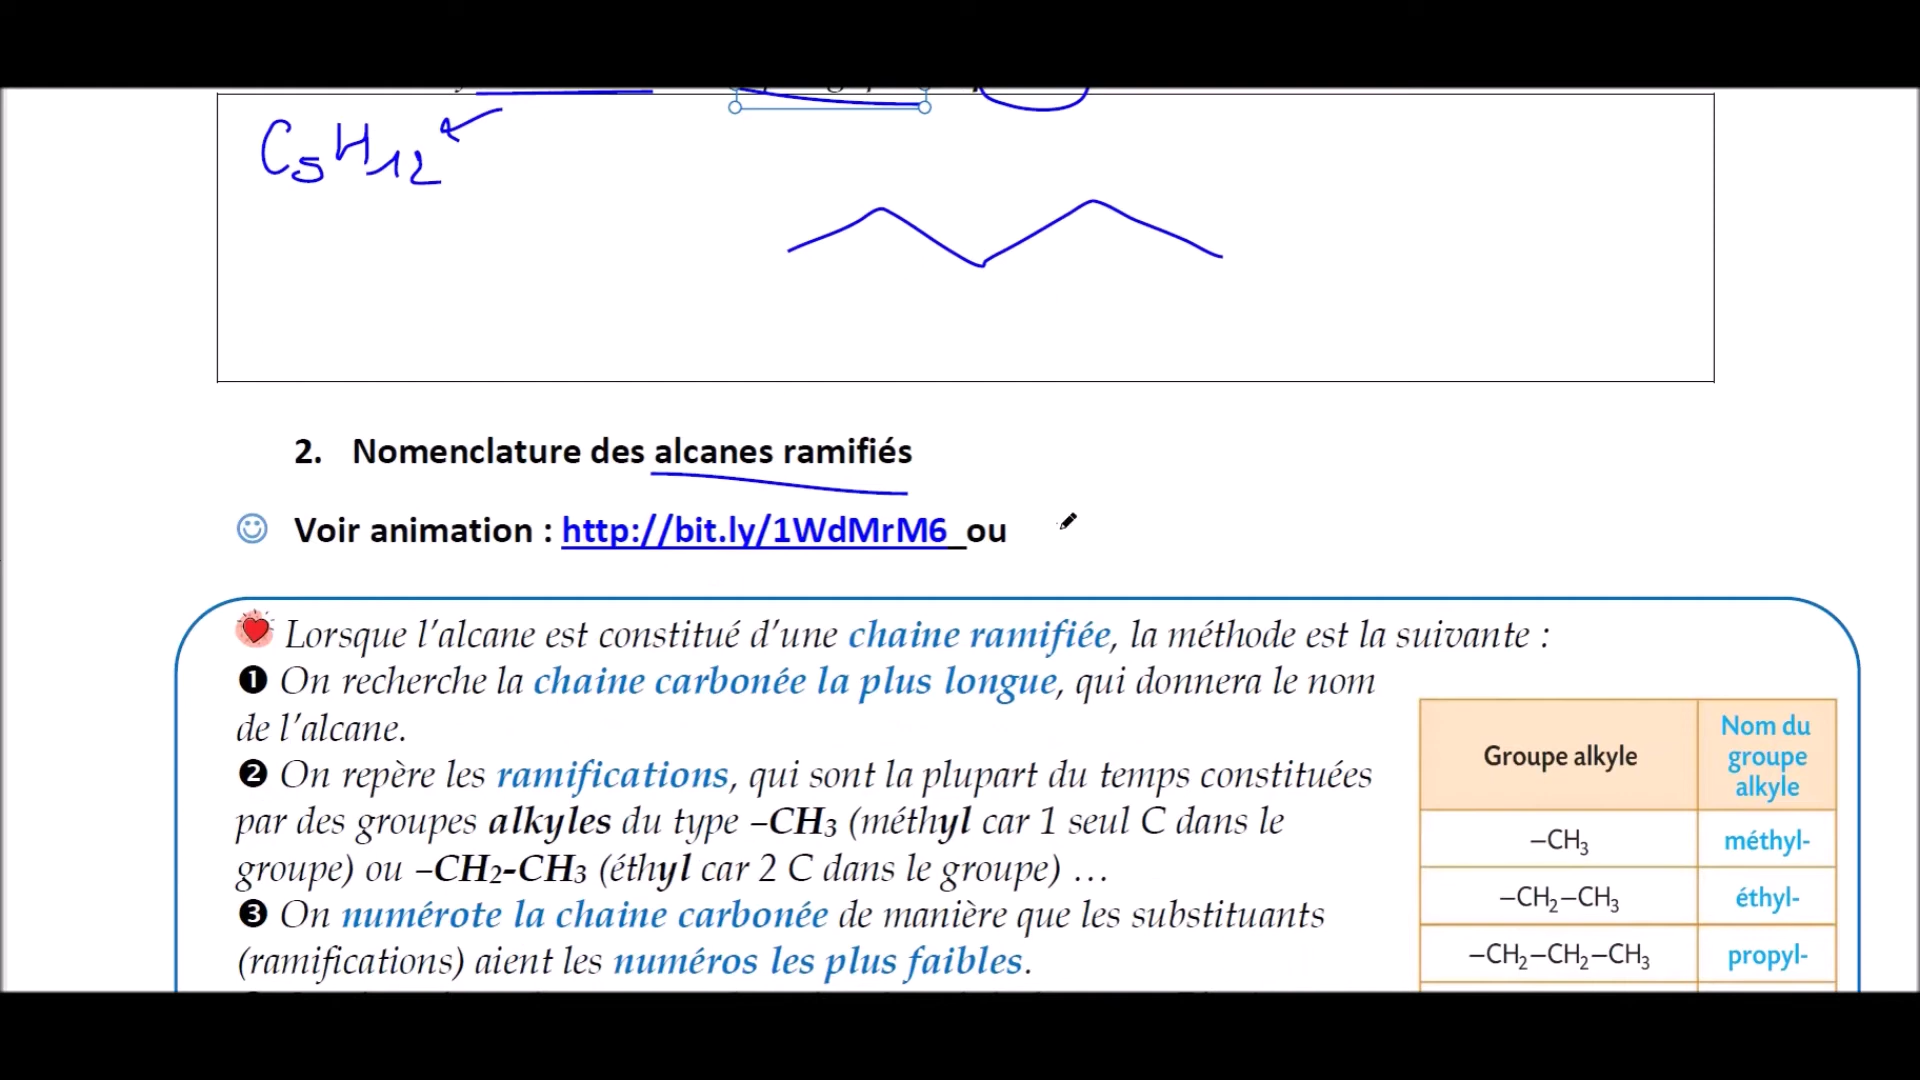 C₅H₁₂
2. Nomenclature des alcanes ramifiés
Voir animation : http://bit.ly/1WdMrM6 ou
Lorsque l’alcane est constitué d’une chaine ramifiée, la méthode est la suivante :
❶ On recherche la chaine carbonée la plus longue, qui donnera le nom
de l’alcane.
❷ On repère les ramifications, qui sont la plupart du temps constituées
par des groupes alkyles du type –CH₃ (méthyl car 1 seul C dans le
groupe) ou –CH₂-CH₃ (éthyl car 2 C dans le groupe) …
❸ On numérote la chaine carbonée de manière que les substituants
(ramifications) aient les numéros les plus faibles.
Groupe alkyle
Nom du
groupe
alkyle
–CH₃ méthyl-
–CH₂–CH₃ éthyl-
–CH₂–CH₂–CH₃ propyl-